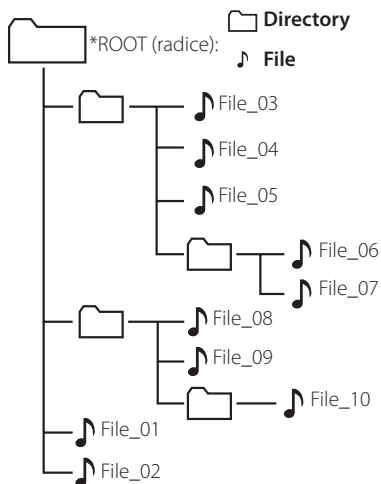 Directory
*ROOT (radice):
File
File_03
File_04
File_05
File_06
File_07
File_08
File_09
File_10
File_01
File_02